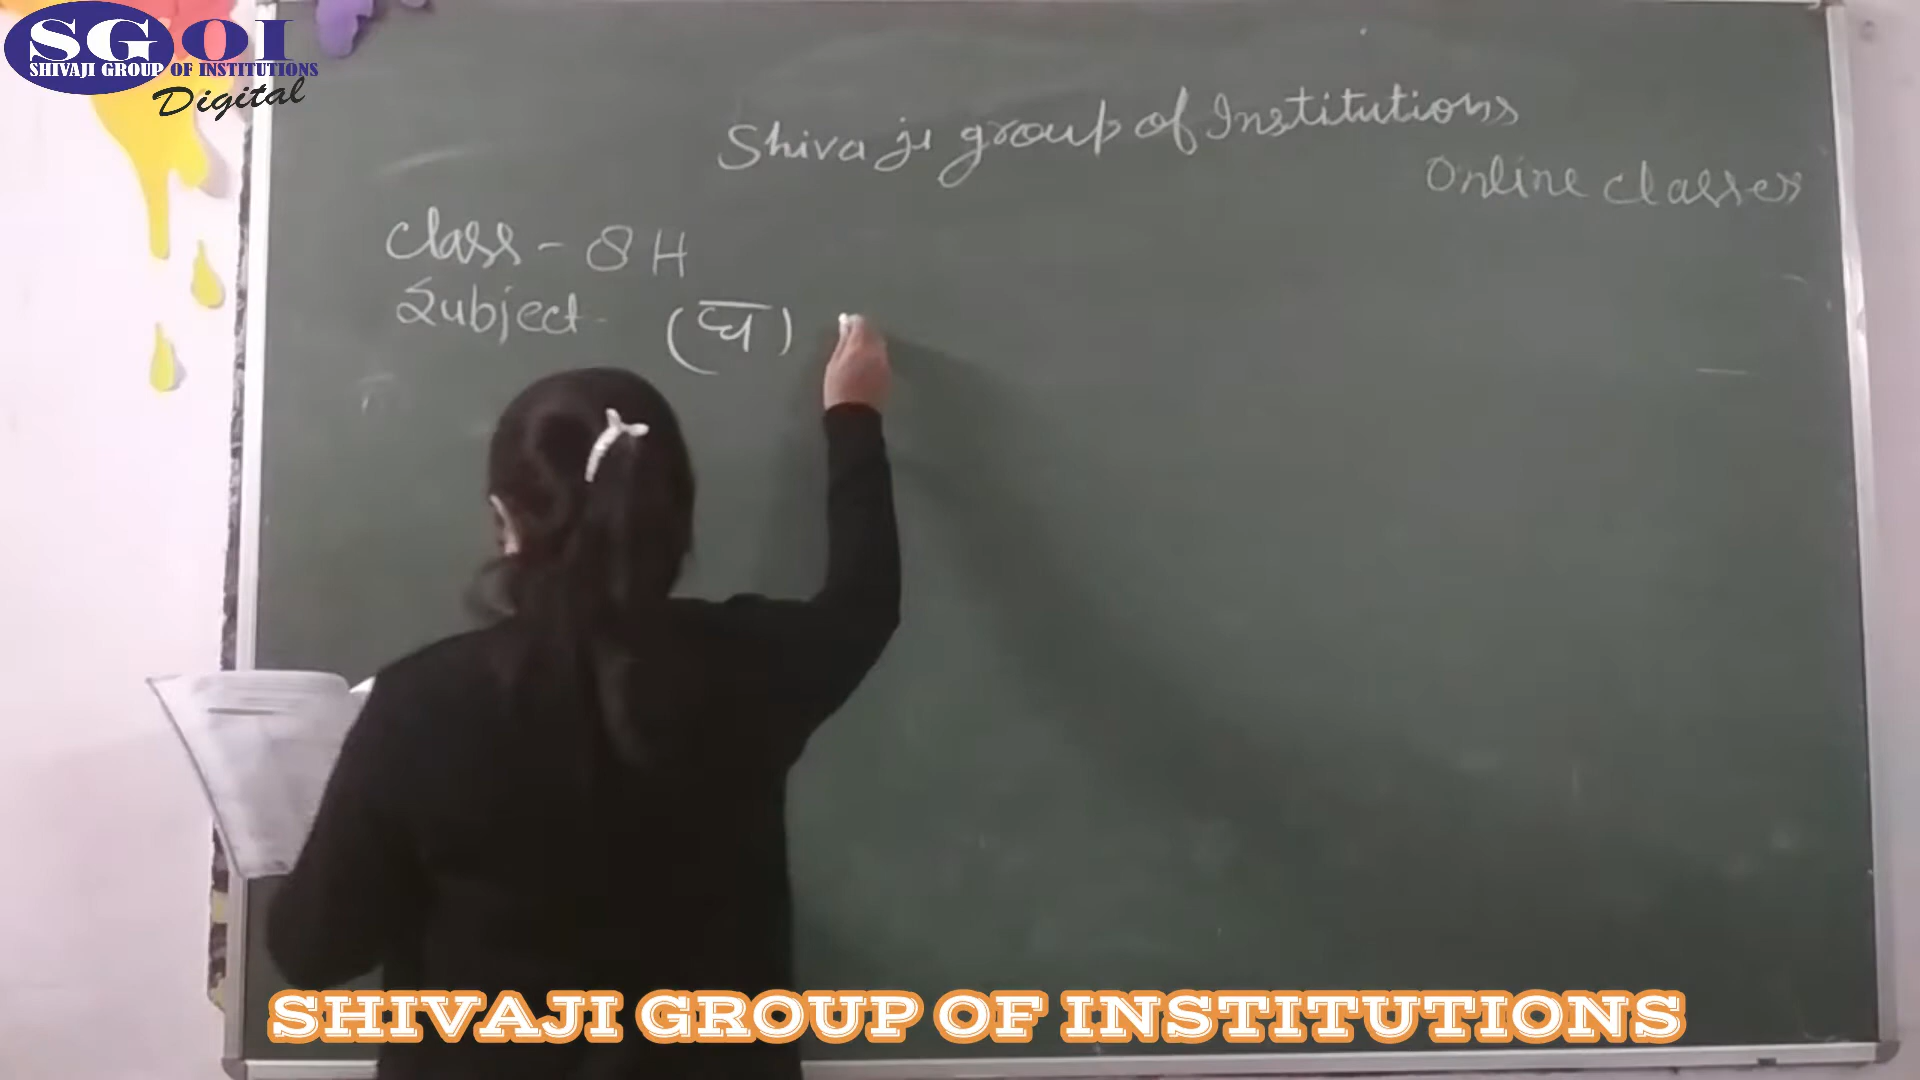 SGOI
SHIVAJI GROUP OF INSTITUTIONS
Digital
Shivaji group of Institutions
Online classes
Class - 8 H
Subject - (घ)
SHIVAJI GROUP OF INSTITUTIONS